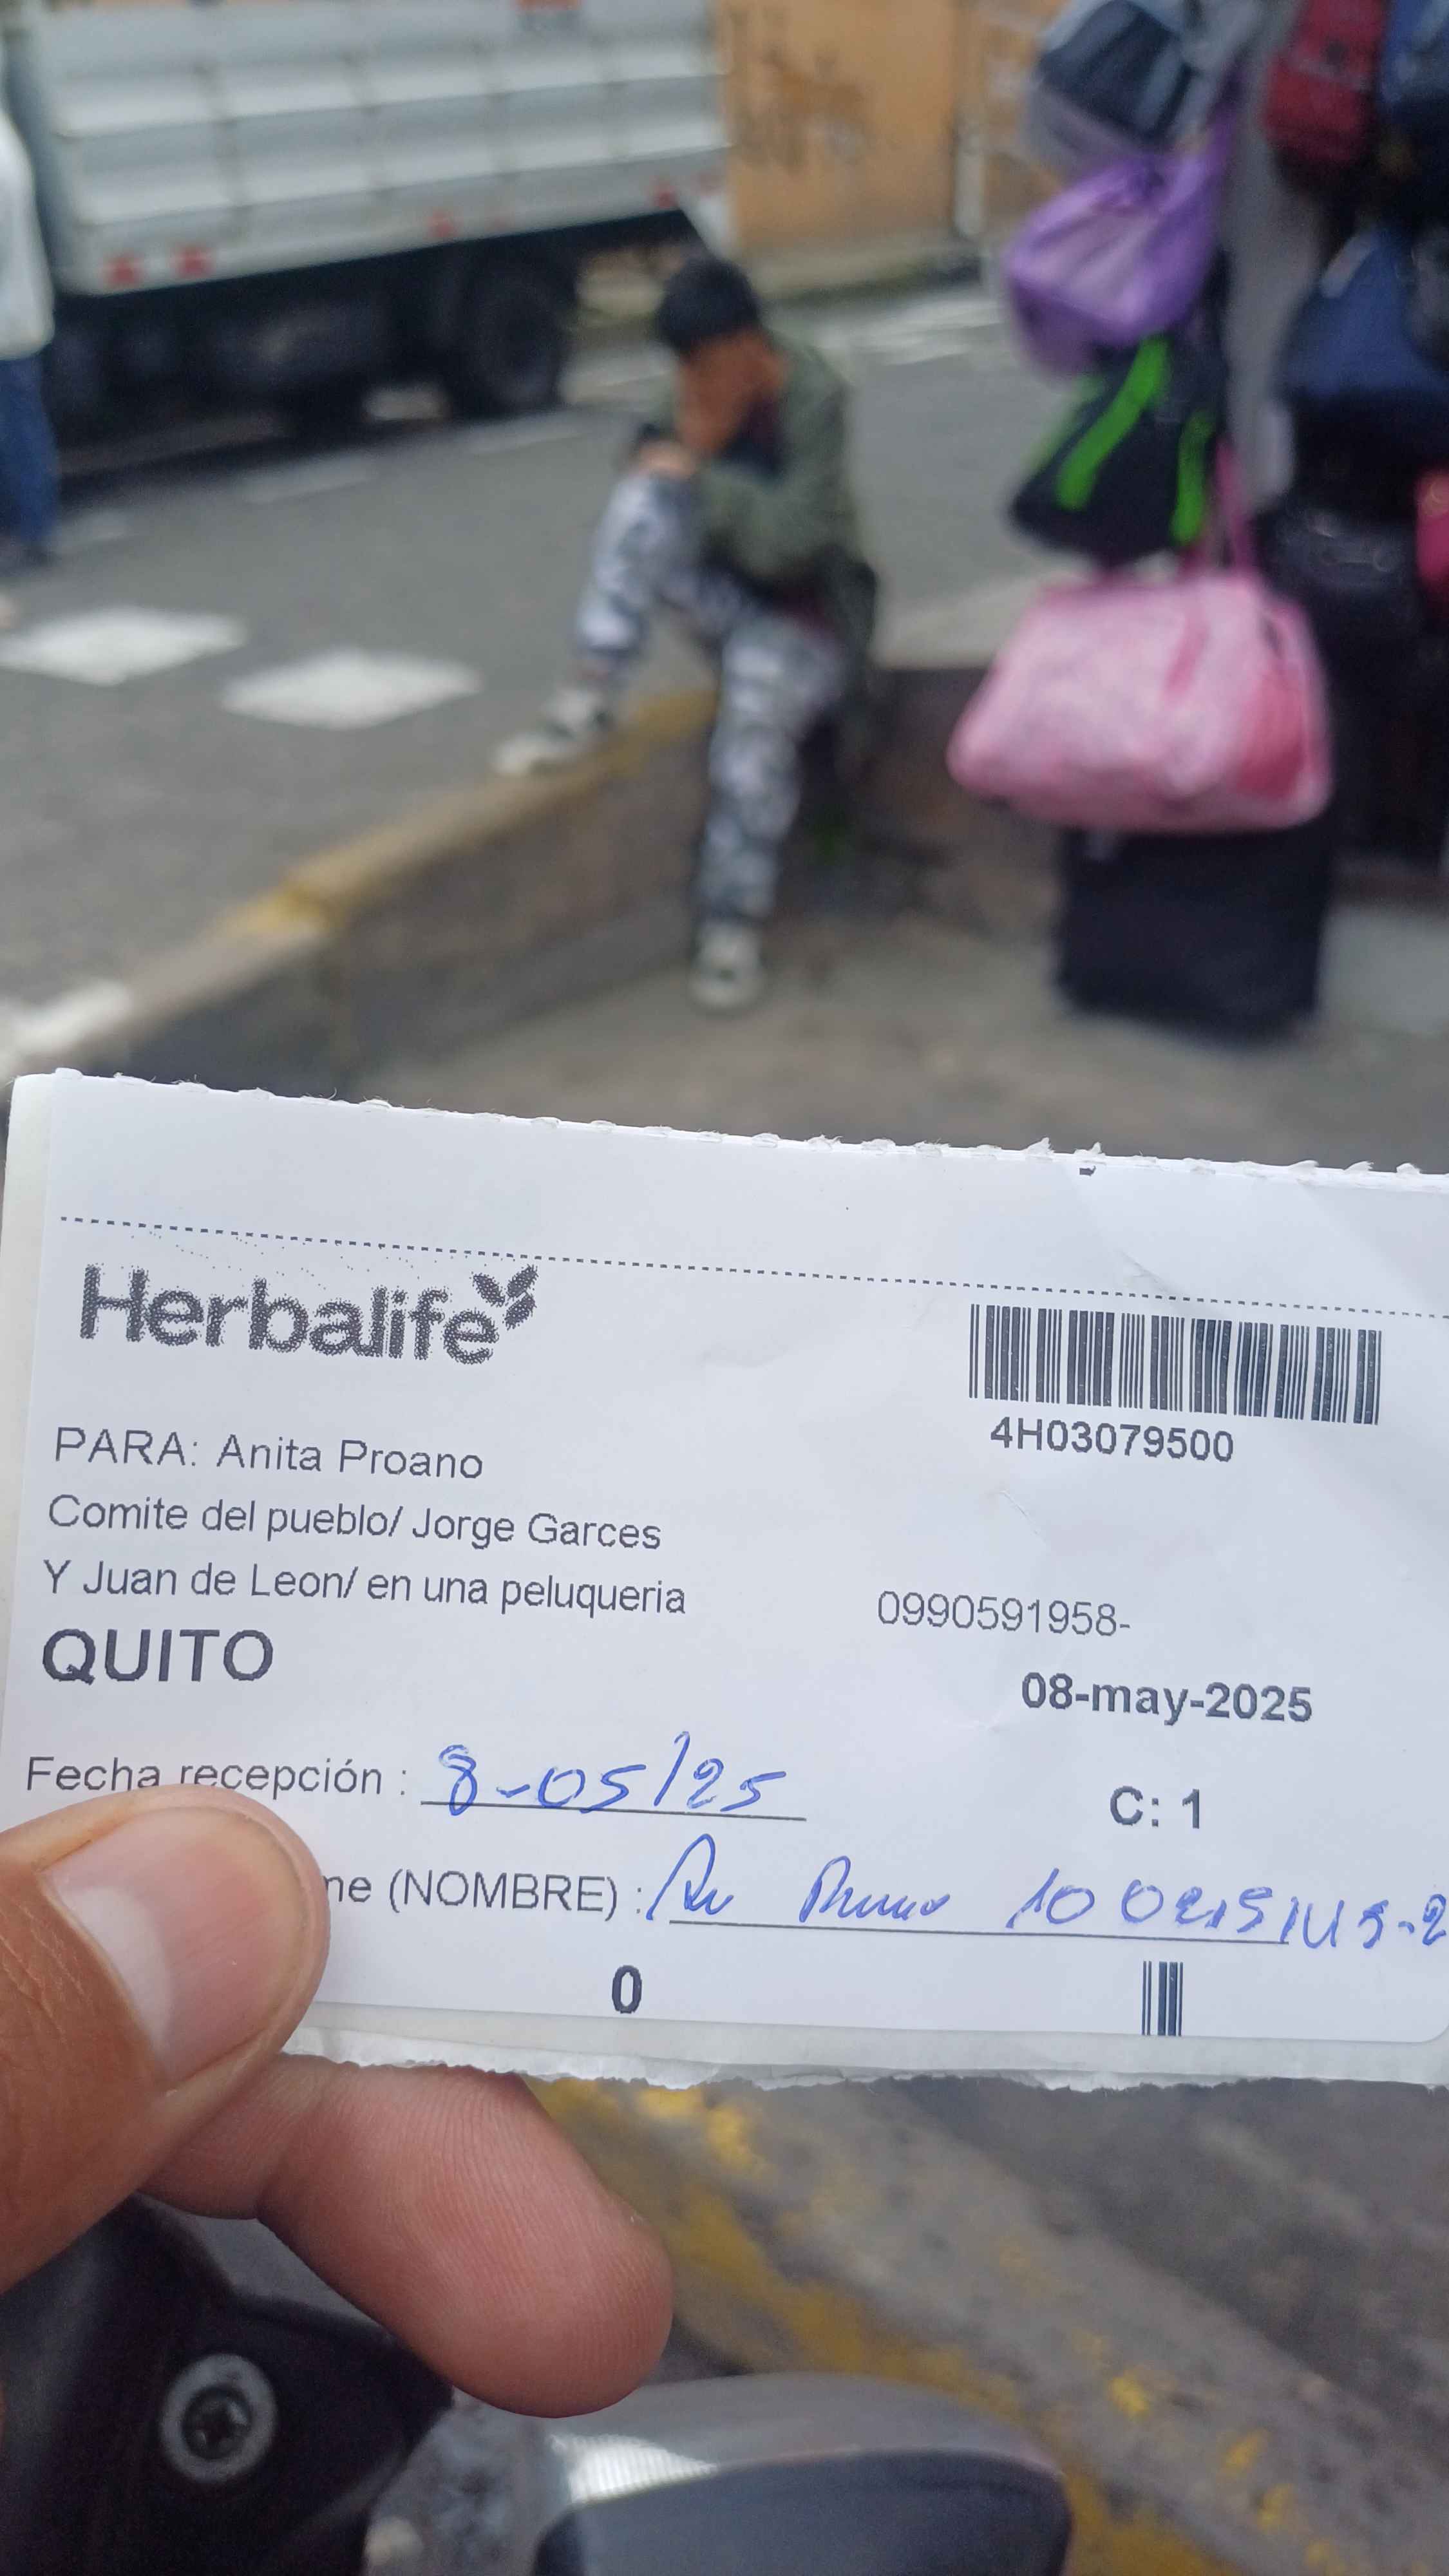 Herbalife
4H03079500
PARA: Anita Proano
Comite del pueblo/ Jorge Garces
Y Juan de Leon/ en una peluqueria
0990591958-
QUITO
08-may-2025
Fecha recepción : 8-05/25
C: 1
me (NOMBRE) :
0